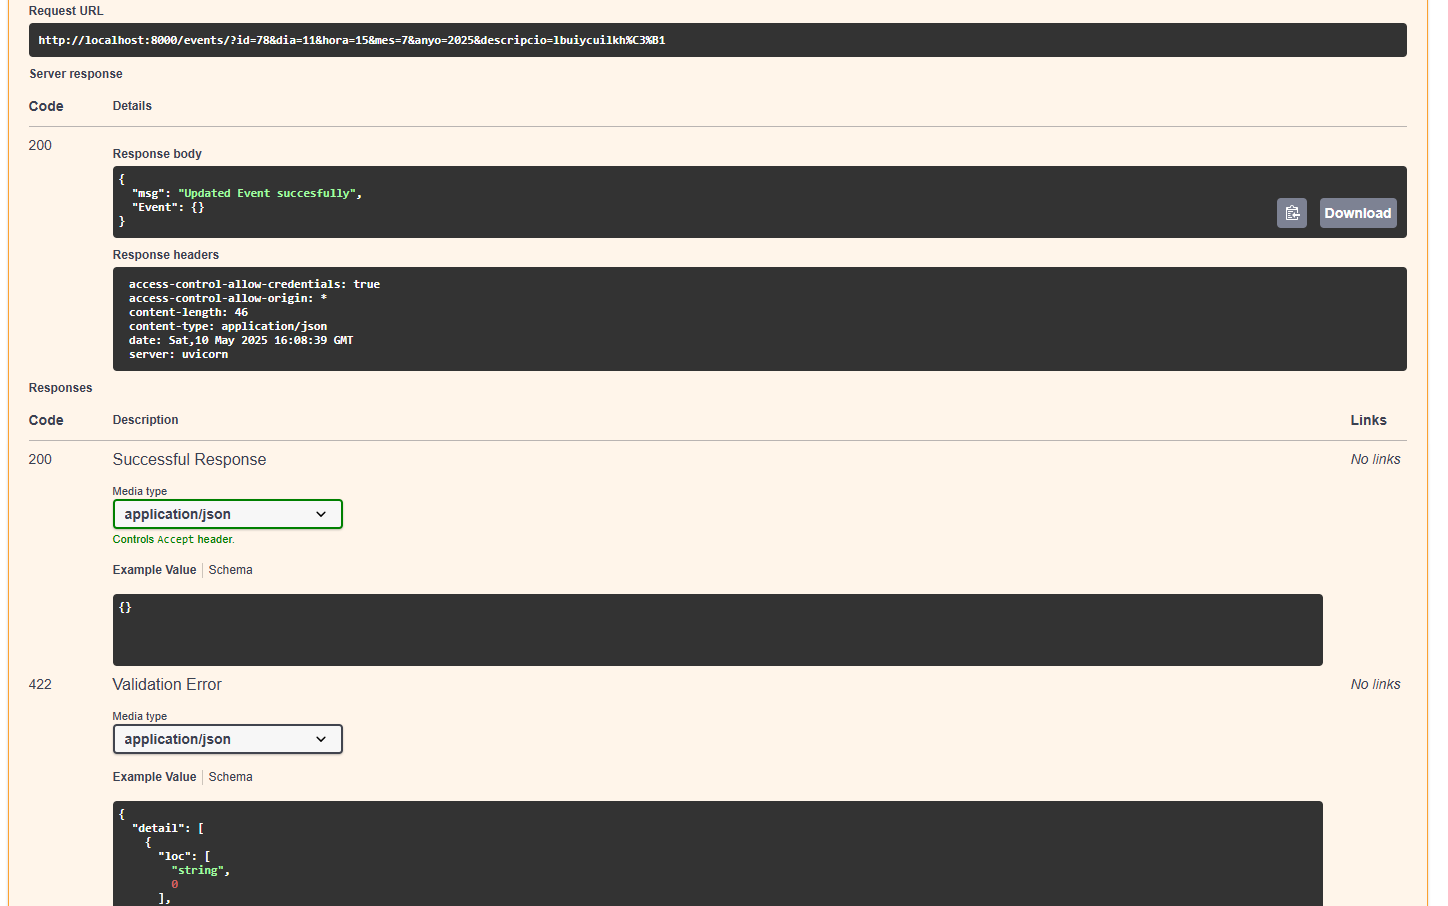 Request URL
http://localhost:8000/events/?id=78&dia=11&hora=15&mes=7&anyo=2025&descripcio=lbuiycuilkh%C3%B1
Server response
Code Details
200
Response body
{
"msg": "Updated Event succesfully",
"Event": {}
}
Download
Response headers
access-control-allow-credentials: true
access-control-allow-origin: *
content-length: 46
content-type: application/json
date: Sat,10 May 2025 16:08:39 GMT
server: uvicorn
Responses
Code Description Links
200 Successful Response No links
Media type
application/json
Controls Accept header.
Example Value Schema
{}
422 Validation Error No links
Media type
application/json
Example Value Schema
{
"detail": [
{
"loc": [
"string",
0
],